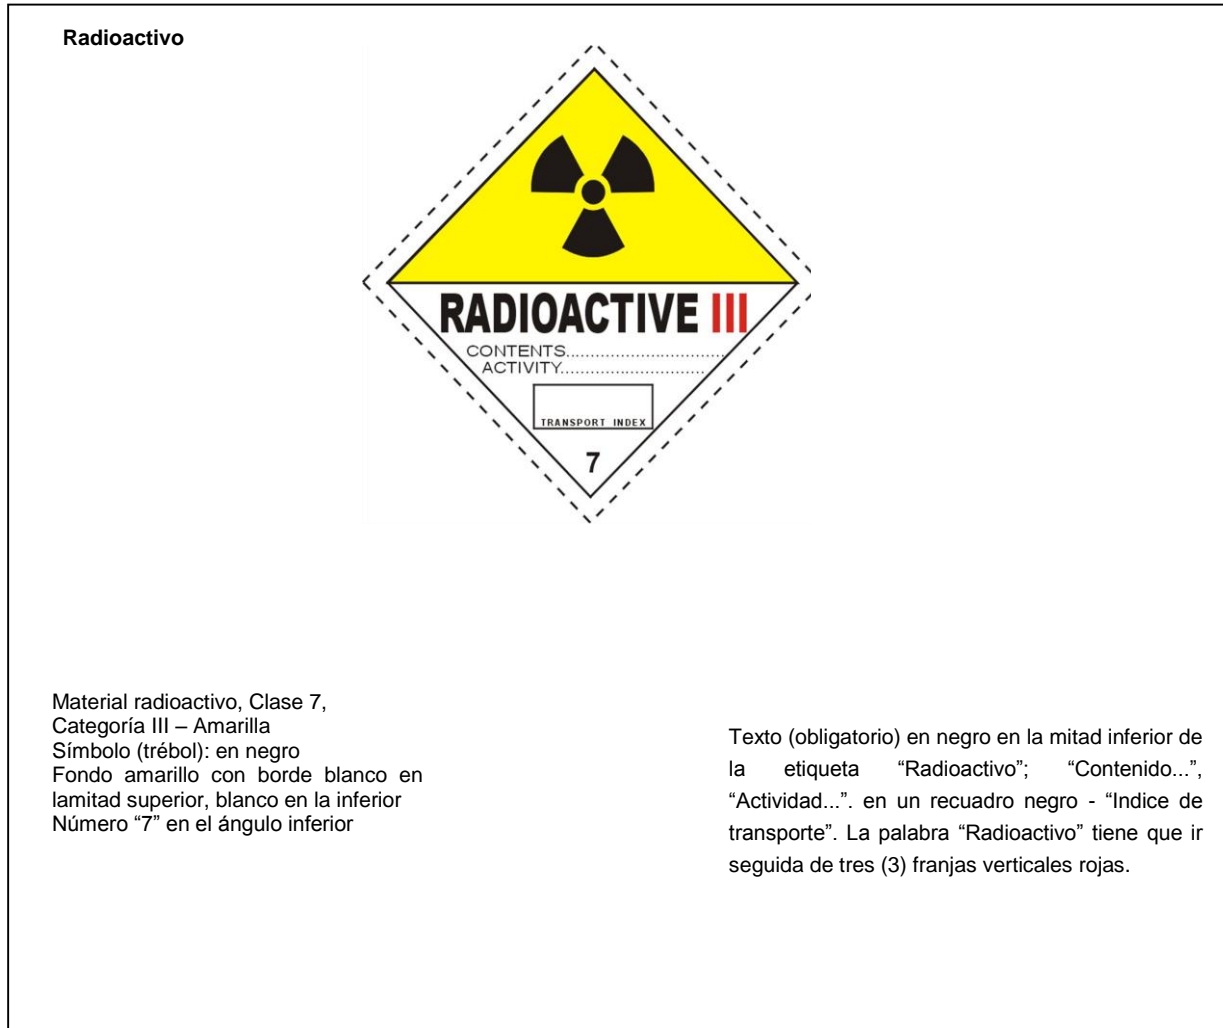 Radioactivo
RADIOACTIVE III
CONTENTS.................................
ACTIVITY..............................
TRANSPORT INDEX
7
Material radioactivo, Clase 7,
Categoría III – Amarilla
Símbolo (trébol): en negro
Fondo amarillo con borde blanco en
lamitad superior, blanco en la inferior
Número “7” en el ángulo inferior
Texto (obligatorio) en negro en la mitad inferior de
la etiqueta “Radioactivo”; “Contenido...”,
“Actividad...”. en un recuadro negro - “Indice de
transporte”. La palabra “Radioactivo” tiene que ir
seguida de tres (3) franjas verticales rojas.